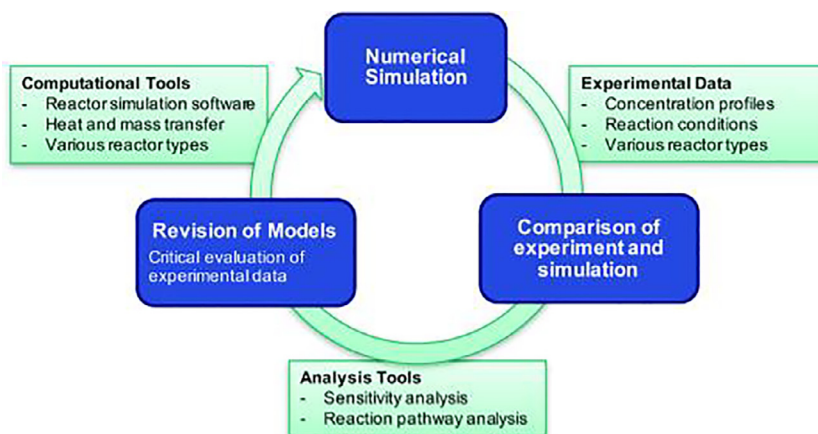 Numerical
Simulation
Computational Tools
- Reactor simulation software
- Heat and mass transfer
- Various reactor types
Experimental Data
- Concentration profiles
- Reaction conditions
- Various reactor types
Revision of Models
Critical evaluation of
experimental data
Comparison of
experiment and
simulation
Analysis Tools
- Sensitivity analysis
- Reaction pathway analysis